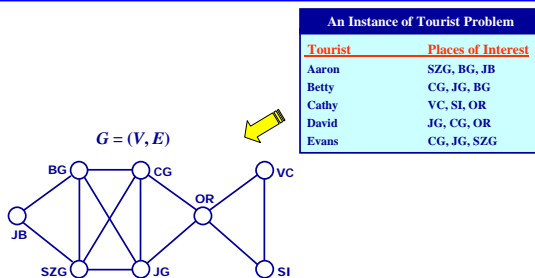 An Instance of Tourist Problem
Tourist Places of Interest
Aaron SZG, BG, JB
Betty CG, JG, BG
Cathy VC, SI, OR
David JG, CG, OR
Evans CG, JG, SZG
G = (V, E)
BG CG VC
OR
JB
SZG JG SI